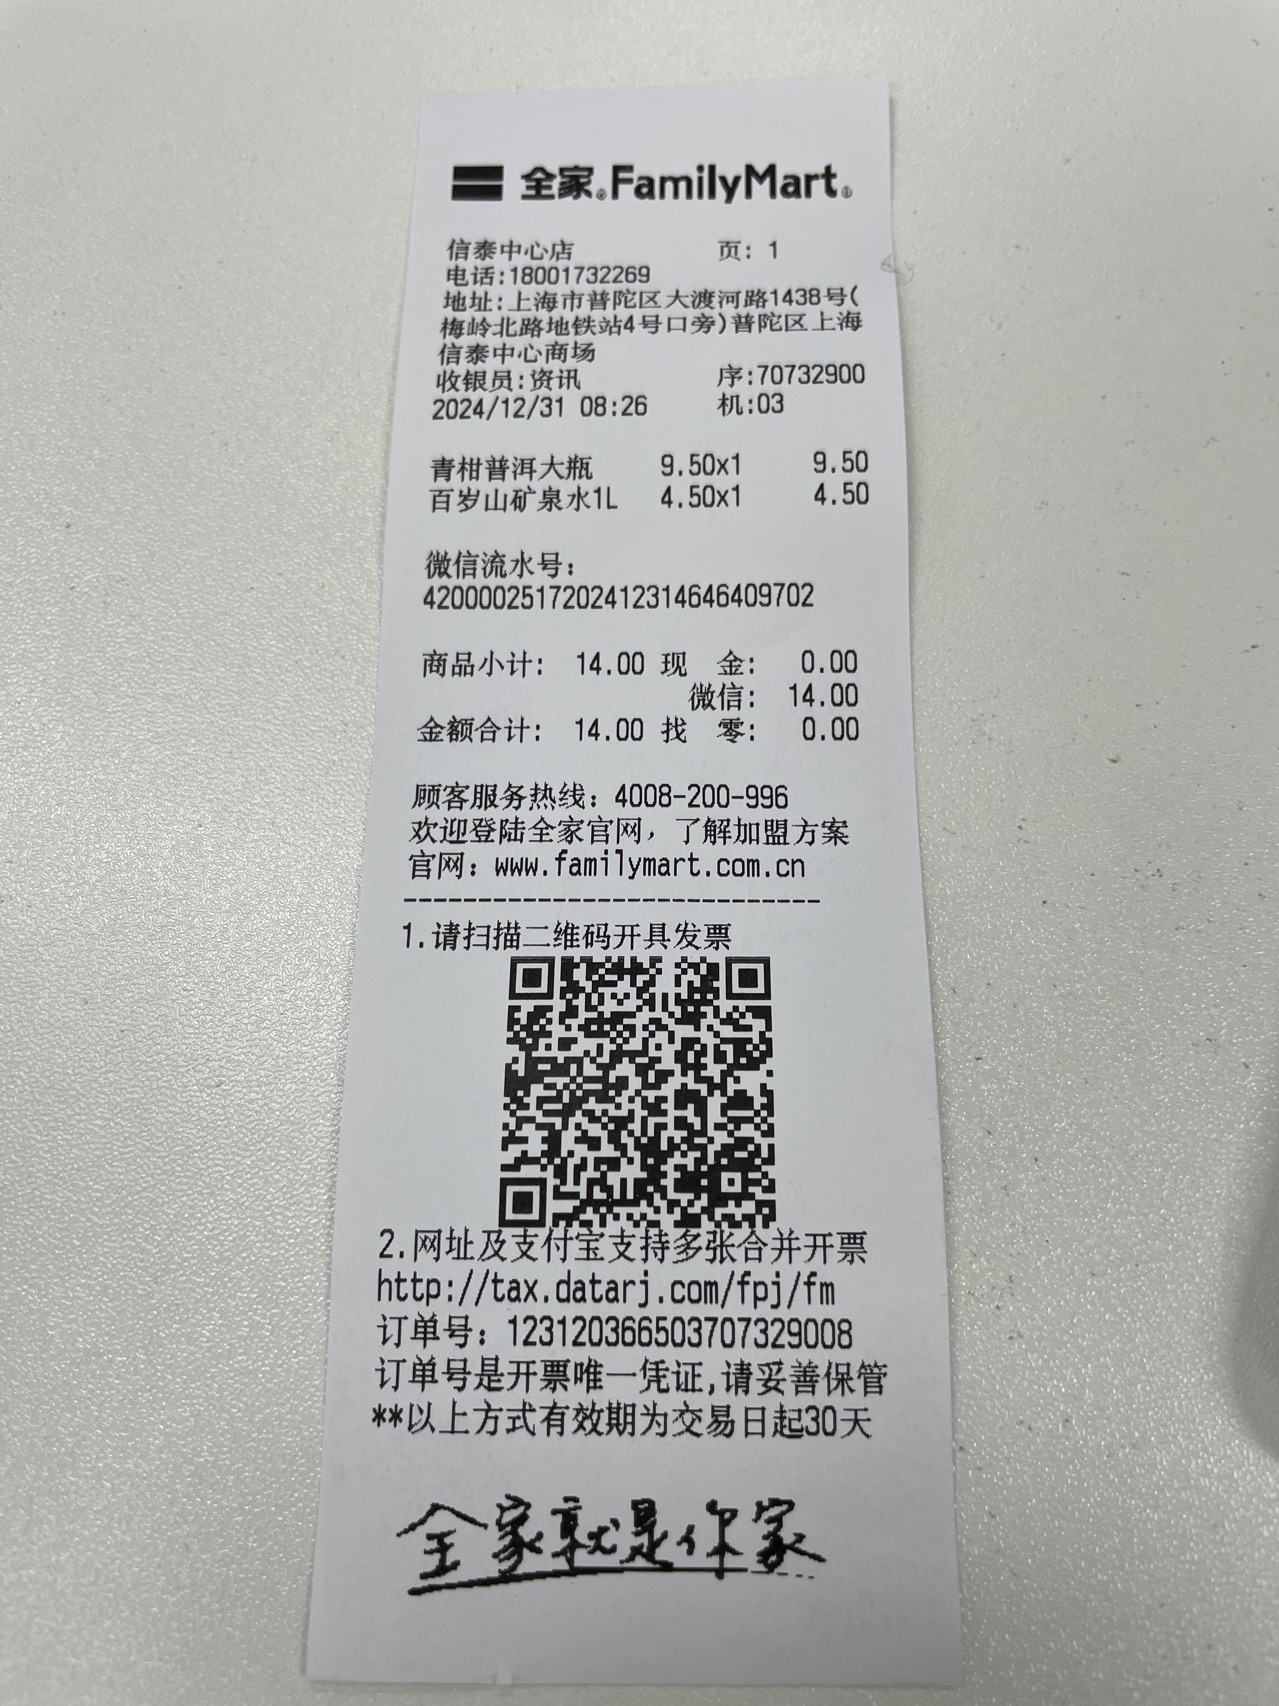 全家®FamilyMart®
信泰中心店 页: 1
电话:18001732269
地址:上海市普陀区大渡河路1438号(
梅岭北路地铁站4号口旁)普陀区上海
信泰中心商场
收银员:资讯 序:70732900
2024/12/31 08:26 机:03
青柑普洱大瓶 9.50x1 9.50
百岁山矿泉水1L 4.50x1 4.50
微信流水号:
4200002517202412314646409702
商品小计: 14.00 现 金: 0.00
微信: 14.00
金额合计: 14.00 找 零: 0.00
顾客服务热线: 4008-200-996
欢迎登陆全家官网, 了解加盟方案
官网: www.familymart.com.cn
----------------------------
1.请扫描二维码开具发票
2.网址及支付宝支持多张合并开票
http://tax.datarj.com/fpj/fm
订单号: 123120366503707329008
订单号是开票唯一凭证,请妥善保管
**以上方式有效期为交易日起30天
全家就是你家